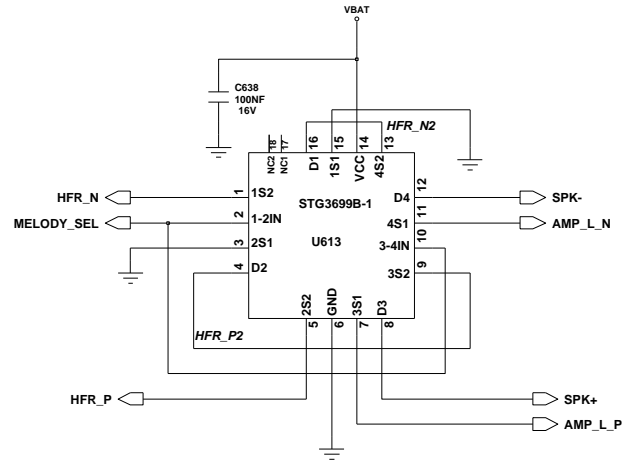 VBAT
C638
100NF
16V
HFR_N2
NC2 18
NC1 17
D1 16
1S1 15
VCC 14
4S2 13
HFR_N
1 1S2
MELODY_SEL
2 1-2IN
3 2S1
4 D2
STG3699B-1
U613
D4 12
SPK-
4S1 11
AMP_L_N
3-4IN 10
3S2 9
2S2 5
GND 6
3S1 7
D3 8
HFR_P2
HFR_P
SPK+
AMP_L_P